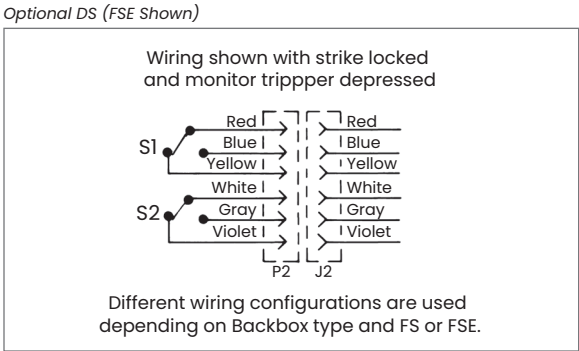 Optional DS (FSE Shown)
Wiring shown with strike locked
and monitor trippper depressed
Red Red
Blue Blue
S1
Yellow Yellow
White White
S2 Gray Gray
Violet Violet
P2 J2
Different wiring configurations are used
depending on Backbox type and FS or FSE.